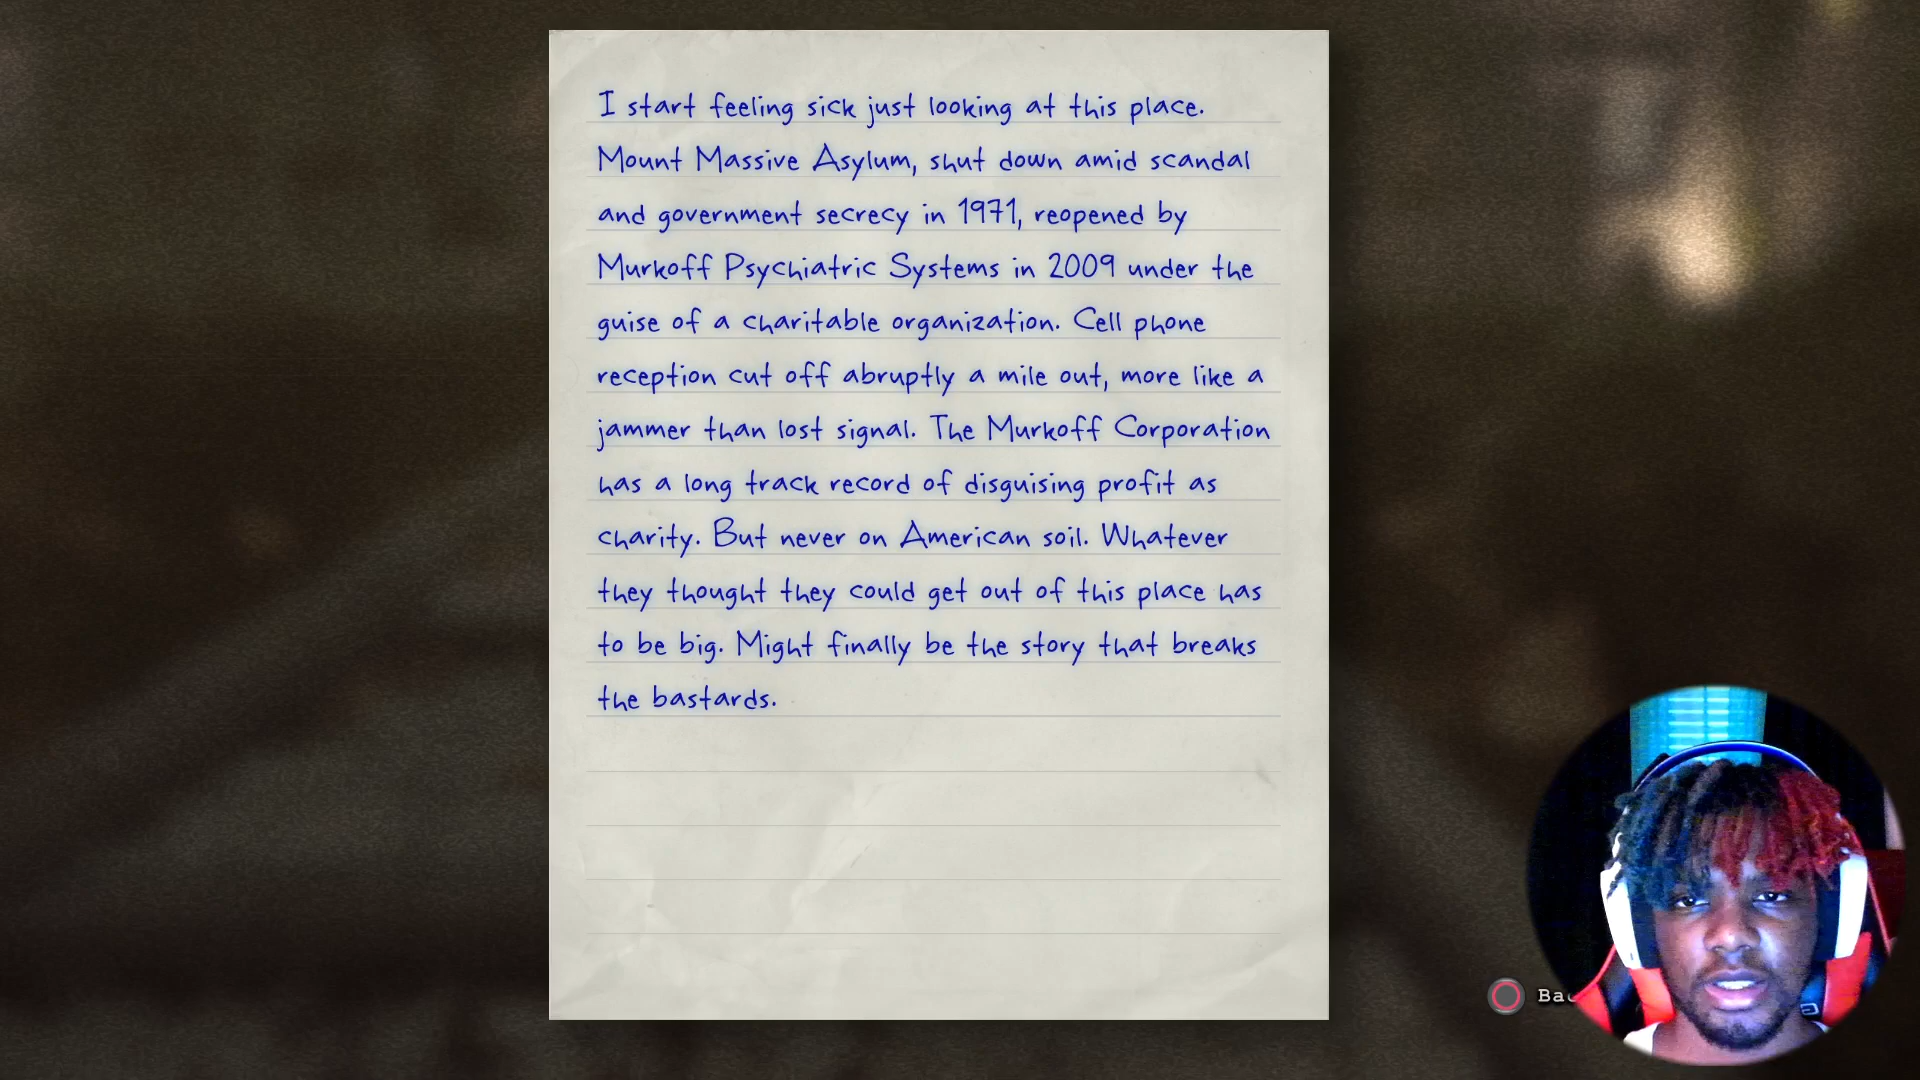 I start feeling sick just looking at this place.
Mount Massive Asylum, shut down amid scandal
and government secrecy in 1971, reopened by
Murkoff Psychiatric Systems in 2009 under the
guise of a charitable organization. Cell phone
reception cut off abruptly a mile out, more like a
jammer than lost signal. The Murkoff Corporation
has a long track record of disguising profit as
charity. But never on American soil. Whatever
they thought they could get out of this place has
to be big. Might finally be the story that breaks
the bastards.